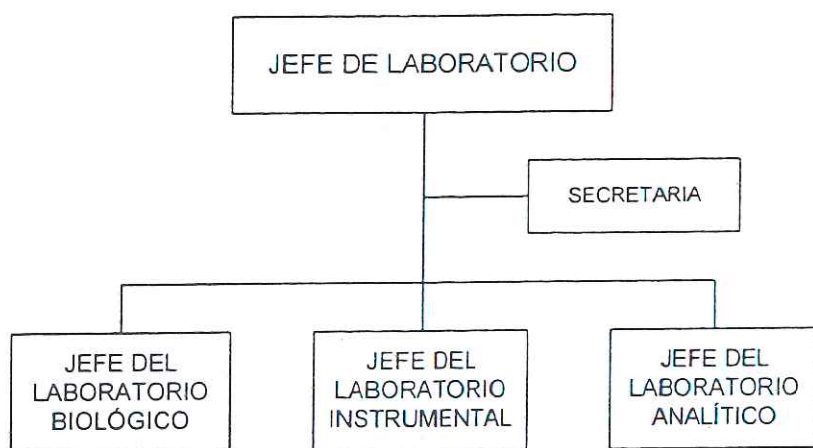 JEFE DE LABORATORIO
SECRETARIA
JEFE DEL
LABORATORIO
BIOLÓGICO
JEFE DEL
LABORATORIO
INSTRUMENTAL
JEFE DEL
LABORATORIO
ANALÍTICO